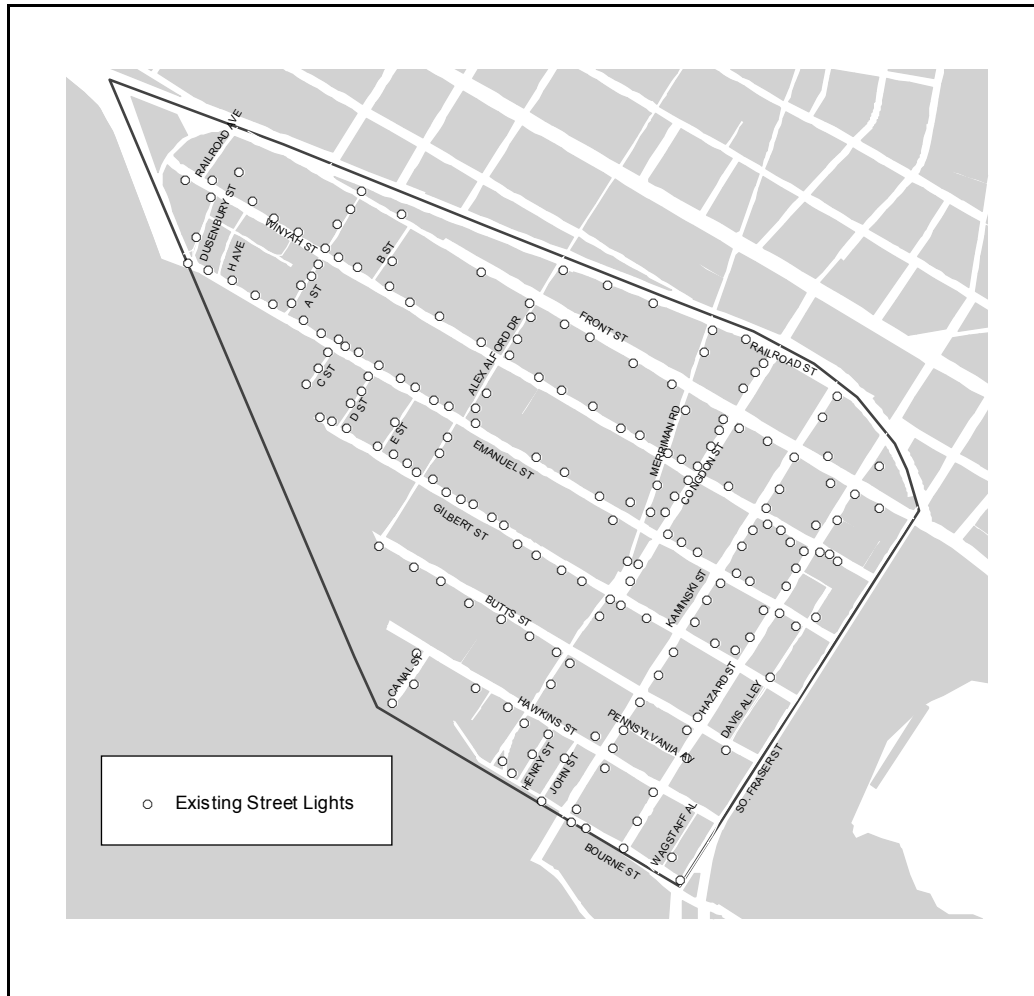 RAILROAD AVE
DUSENBURY ST
H AVE
WINYAH ST
A ST
B ST
C ST
D ST
E ST
ALEX ALFORD DR
FRONT ST
RAILROAD ST
MERRIMAN RD
CONGDON ST
EMANUEL ST
GILBERT ST
KAMINSKI ST
BUTTS ST
CANAL ST
HAWKINS ST
PENNSYLVANIA AV
HAZARD ST
DAVIS ALLEY
HENRY ST
JOHN ST
SO. FRASER ST
WAGSTAFF AL
BOURNE ST
Existing Street Lights